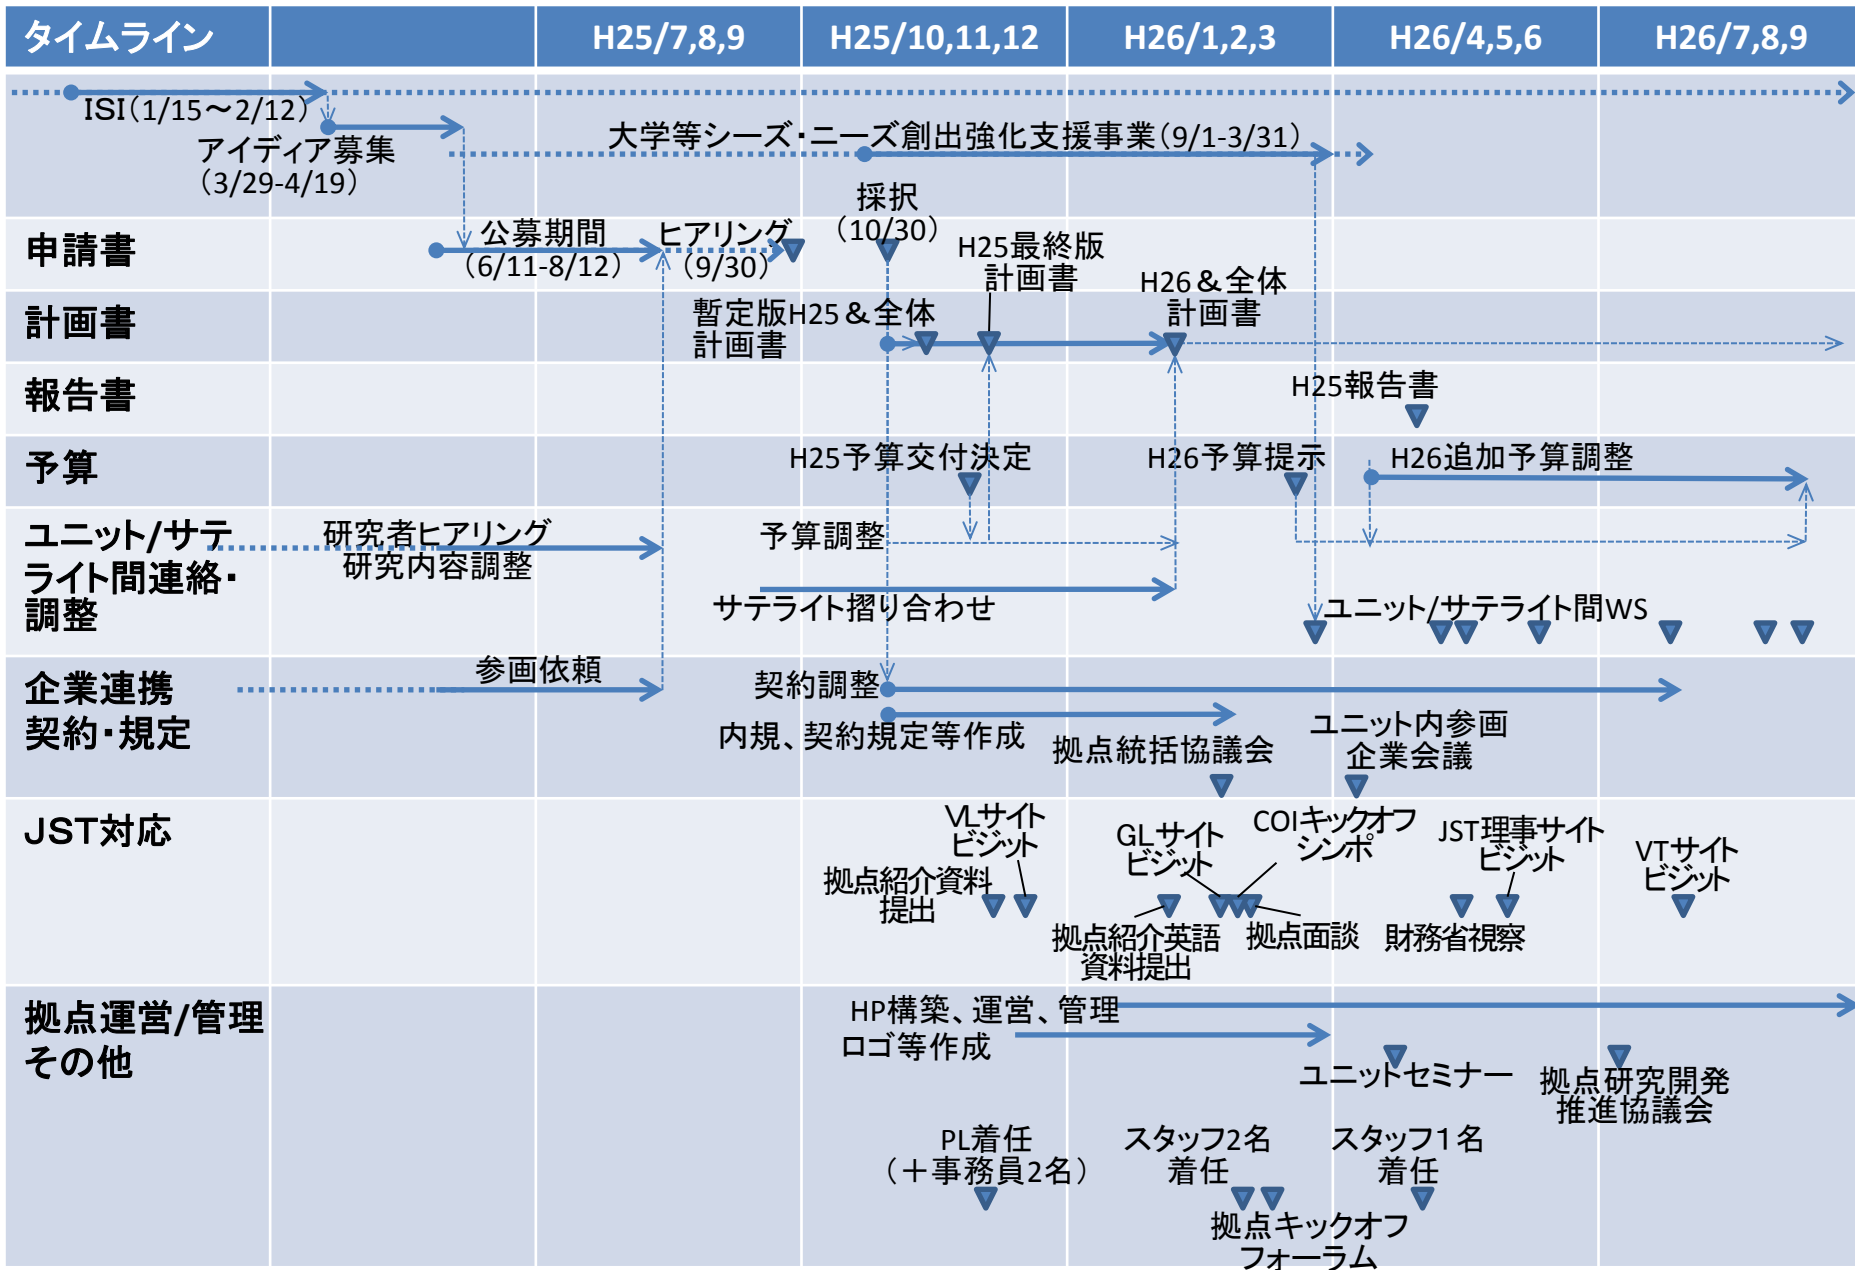 タイムライン
H25/7,8,9
H25/10,11,12
H26/1,2,3
H26/4,5,6
H26/7,8,9
ISI(1/15～2/12)
アイディア募集
(3/29-4/19)
大学等シーズ・ニーズ創出強化支援事業(9/1-3/31)
採択
(10/30)
申請書
公募期間
(6/11-8/12)
ヒアリング
(9/30)
H25最終版
計画書
H26＆全体
計画書
計画書
暫定版H25＆全体
計画書
報告書
H25報告書
予算
H25予算交付決定
H26予算提示
H26追加予算調整
ユニット/サテ
ライト間連絡・
調整
研究者ヒアリング
研究内容調整
予算調整
サテライト摺り合わせ
ユニット/サテライト間WS
企業連携
契約・規定
参画依頼
契約調整
内規、契約規定等作成
拠点統括協議会
ユニット内参画
企業会議
JST対応
VLサイト
ビジット
拠点紹介資料
提出
GLサイト
ビジット
COIキックオフ
シンポ
JST理事サイト
ビジット
VTサイト
ビジット
拠点紹介英語
資料提出
拠点面談
財務省視察
拠点運営/管理
その他
HP構築、運営、管理
ロゴ等作成
ユニットセミナー
拠点研究開発
推進協議会
PL着任
（＋事務員2名）
スタッフ2名
着任
スタッフ１名
着任
拠点キックオフ
フォーラム